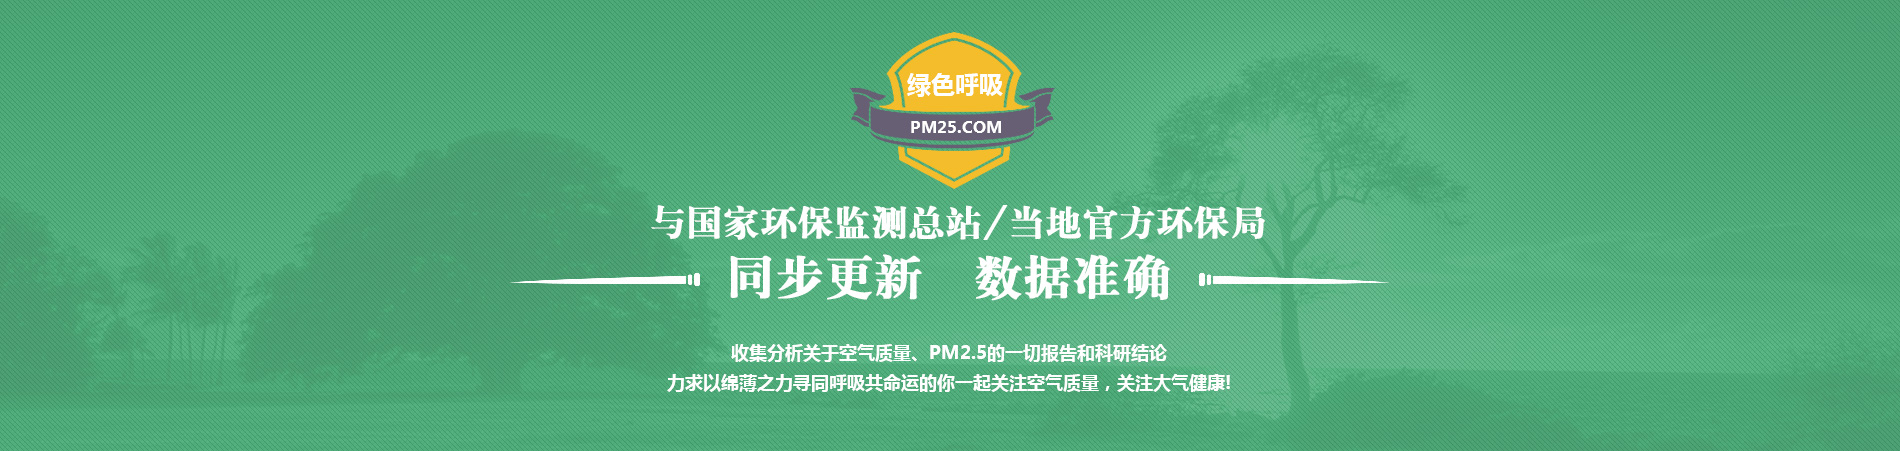 绿色呼吸
PM25.COM
与国家环保监测总站/当地官方环保局
同步更新 数据准确
收集分析关于空气质量、PM2.5的一切报告和科研结论
力求以绵薄之力寻同呼吸共命运的你一起关注空气质量，关注大气健康!